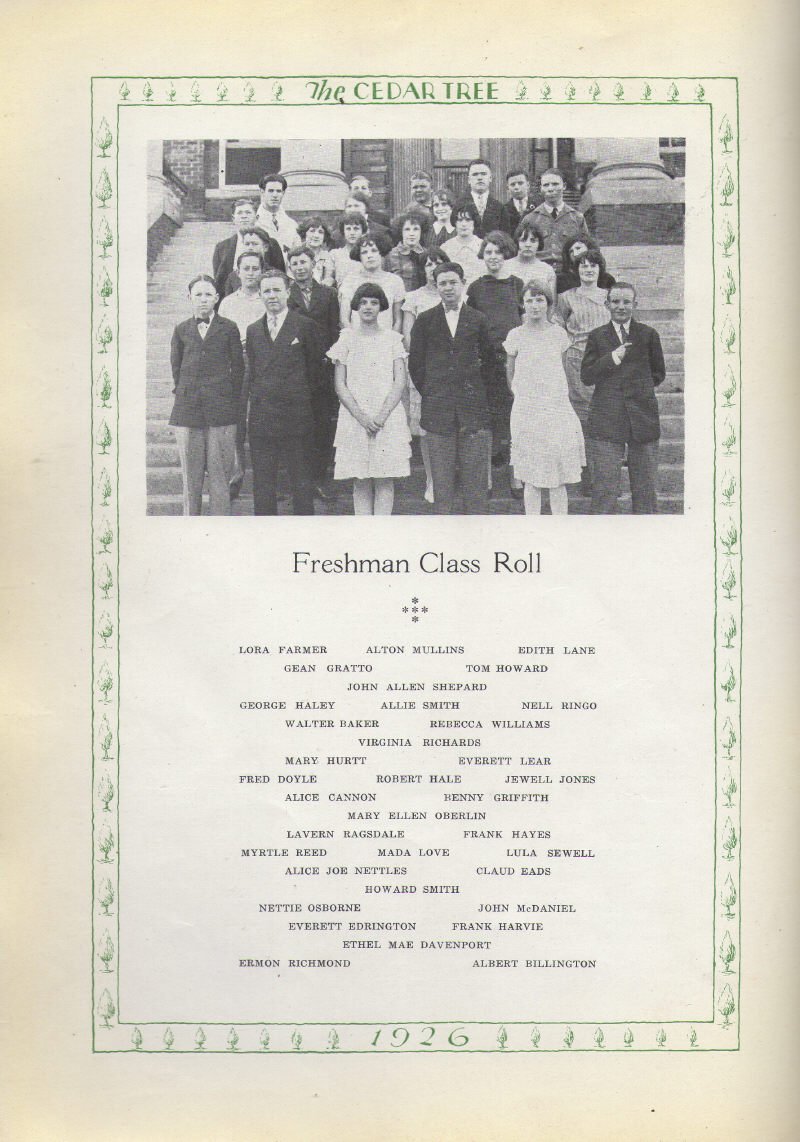 The CEDAR TREE
Freshman Class Roll
*
***
*
LORA FARMER ALTON MULLINS EDITH LANE
GEAN GRATTO TOM HOWARD
JOHN ALLEN SHEPARD
GEORGE HALEY ALLIE SMITH NELL RINGO
WALTER BAKER REBECCA WILLIAMS
VIRGINIA RICHARDS
MARY HURTT EVERETT LEAR
FRED DOYLE ROBERT HALE JEWELL JONES
ALICE CANNON BENNY GRIFFITH
MARY ELLEN OBERLIN
LAVERN RAGSDALE FRANK HAYES
MYRTLE REED MADA LOVE LULA SEWELL
ALICE JOE NETTLES CLAUD EADS
HOWARD SMITH
NETTIE OSBORNE JOHN McDANIEL
EVERETT EDRINGTON FRANK HARVIE
ETHEL MAE DAVENPORT
ERMON RICHMOND ALBERT BILLINGTON
1926